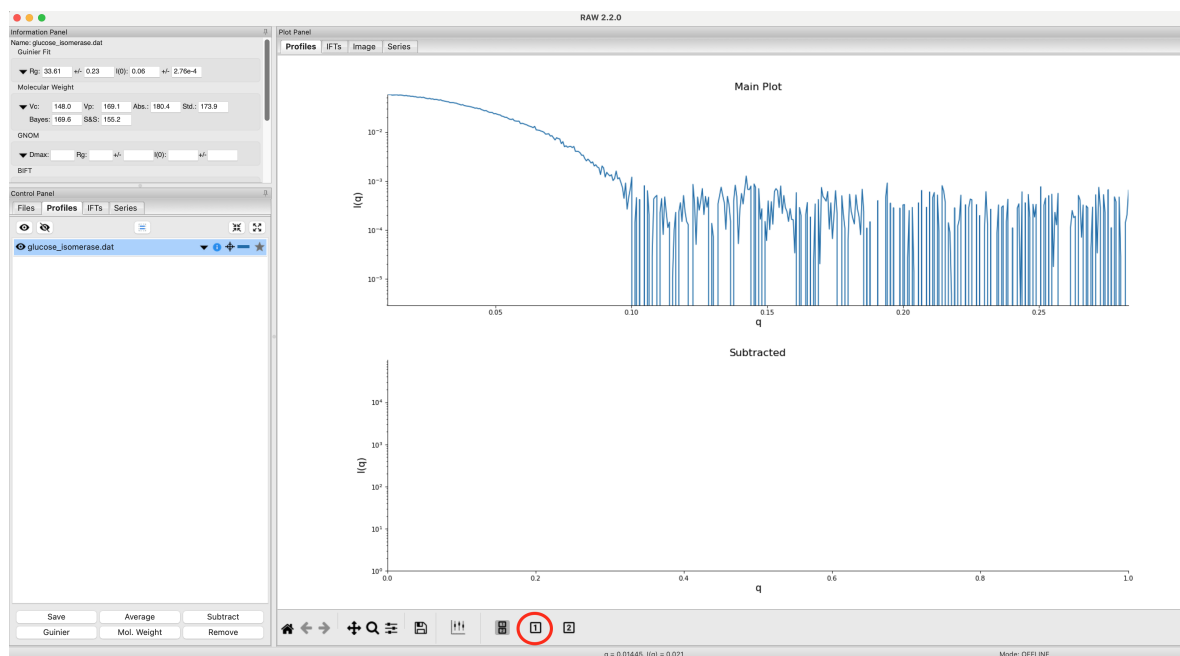 RAW 2.2.0
Information Panel
Name: glucose_isomerase.dat
Guinier Fit
Rg: 33.61 +/- 0.23 I(0): 0.06 +/- 2.76e-4
Molecular Weight
Vc: 148.0 Vp: 169.1 Abs.: 180.4 Std.: 173.9
Bayes: 169.6 S&S: 155.2
GNOM
Dmax: Rg: +/- I(0): +/-
BIFT
Control Panel
Files Profiles IFTs Series
glucose_isomerase.dat
Save Average Subtract
Guinier Mol. Weight Remove
Plot Panel
Profiles IFTs Image Series
Main Plot
I(q)
10⁻²
10⁻³
10⁻⁴
10⁻⁵
0.05 0.10 0.15 0.20 0.25
q
Subtracted
I(q)
10⁴
10³
10²
10¹
10⁰
0.0 0.2 0.4 0.6 0.8 1.0
q
1 2
q = 0.01445, I(q) = 0.021
Mode: OFFLINE